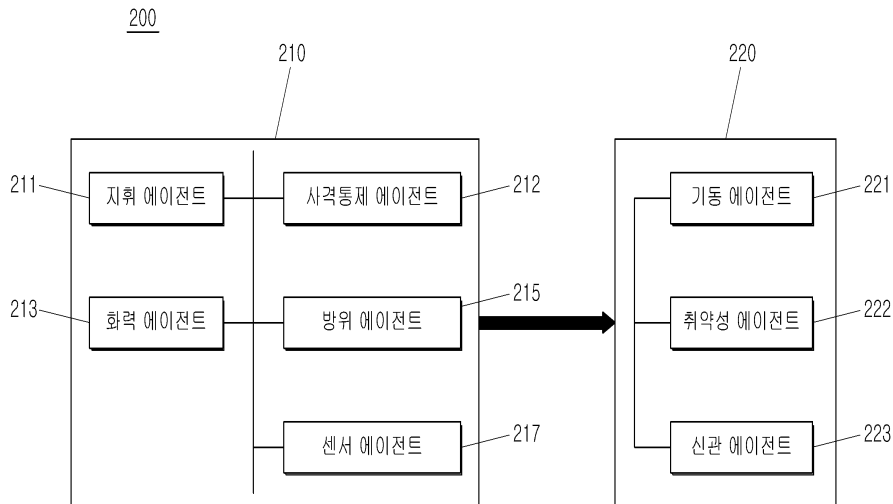 200
210
220
211
지휘 에이전트
사격통제 에이전트
212
기동 에이전트
221
213
화력 에이전트
방위 에이전트
215
취약성 에이전트
222
센서 에이전트
217
신관 에이전트
223